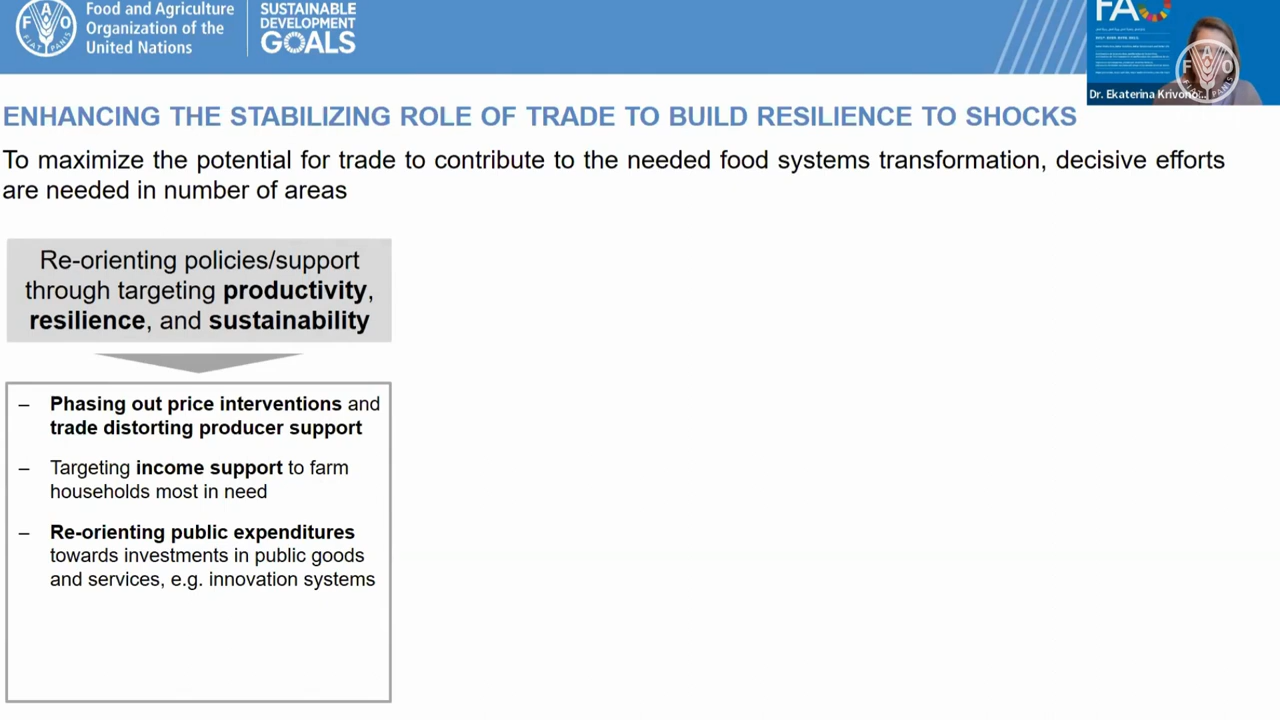 Food and Agriculture
Organization of the
United Nations
SUSTAINABLE
DEVELOPMENT
GOALS
FAO
Dr. Ekaterina
ENHANCING THE STABILIZING ROLE OF TRADE TO BUILD RESILIENCE TO SHOCKS
To maximize the potential for trade to contribute to the needed food systems transformation, decisive efforts
are needed in number of areas
Re-orienting policies/support
through targeting productivity,
resilience, and sustainability
– Phasing out price interventions and
trade distorting producer support
– Targeting income support to farm
households most in need
– Re-orienting public expenditures
towards investments in public goods
and services, e.g. innovation systems